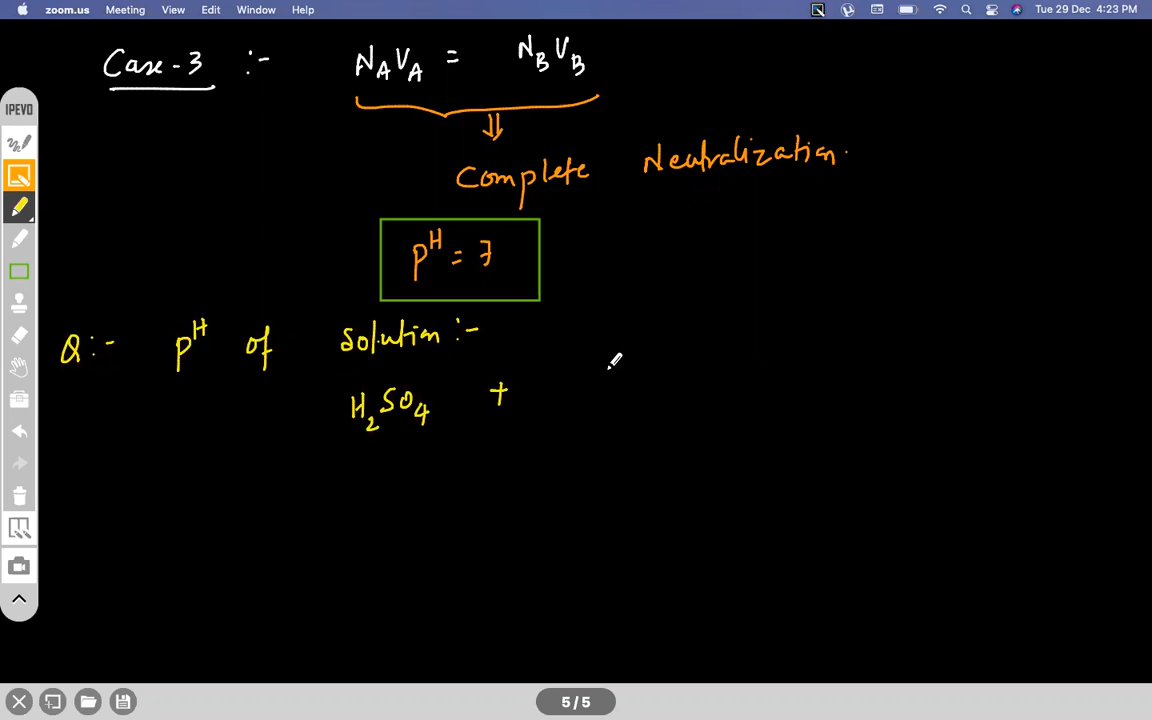 zoom.us Meeting View Edit Window Help Tue 29 Dec 4:23 PM
Case-3 :- NAVA = NBVB
IPEVO
⇓
Complete Neutralization.
pH = 7
Q:- pH of solution:-
H2SO4 +
5/5